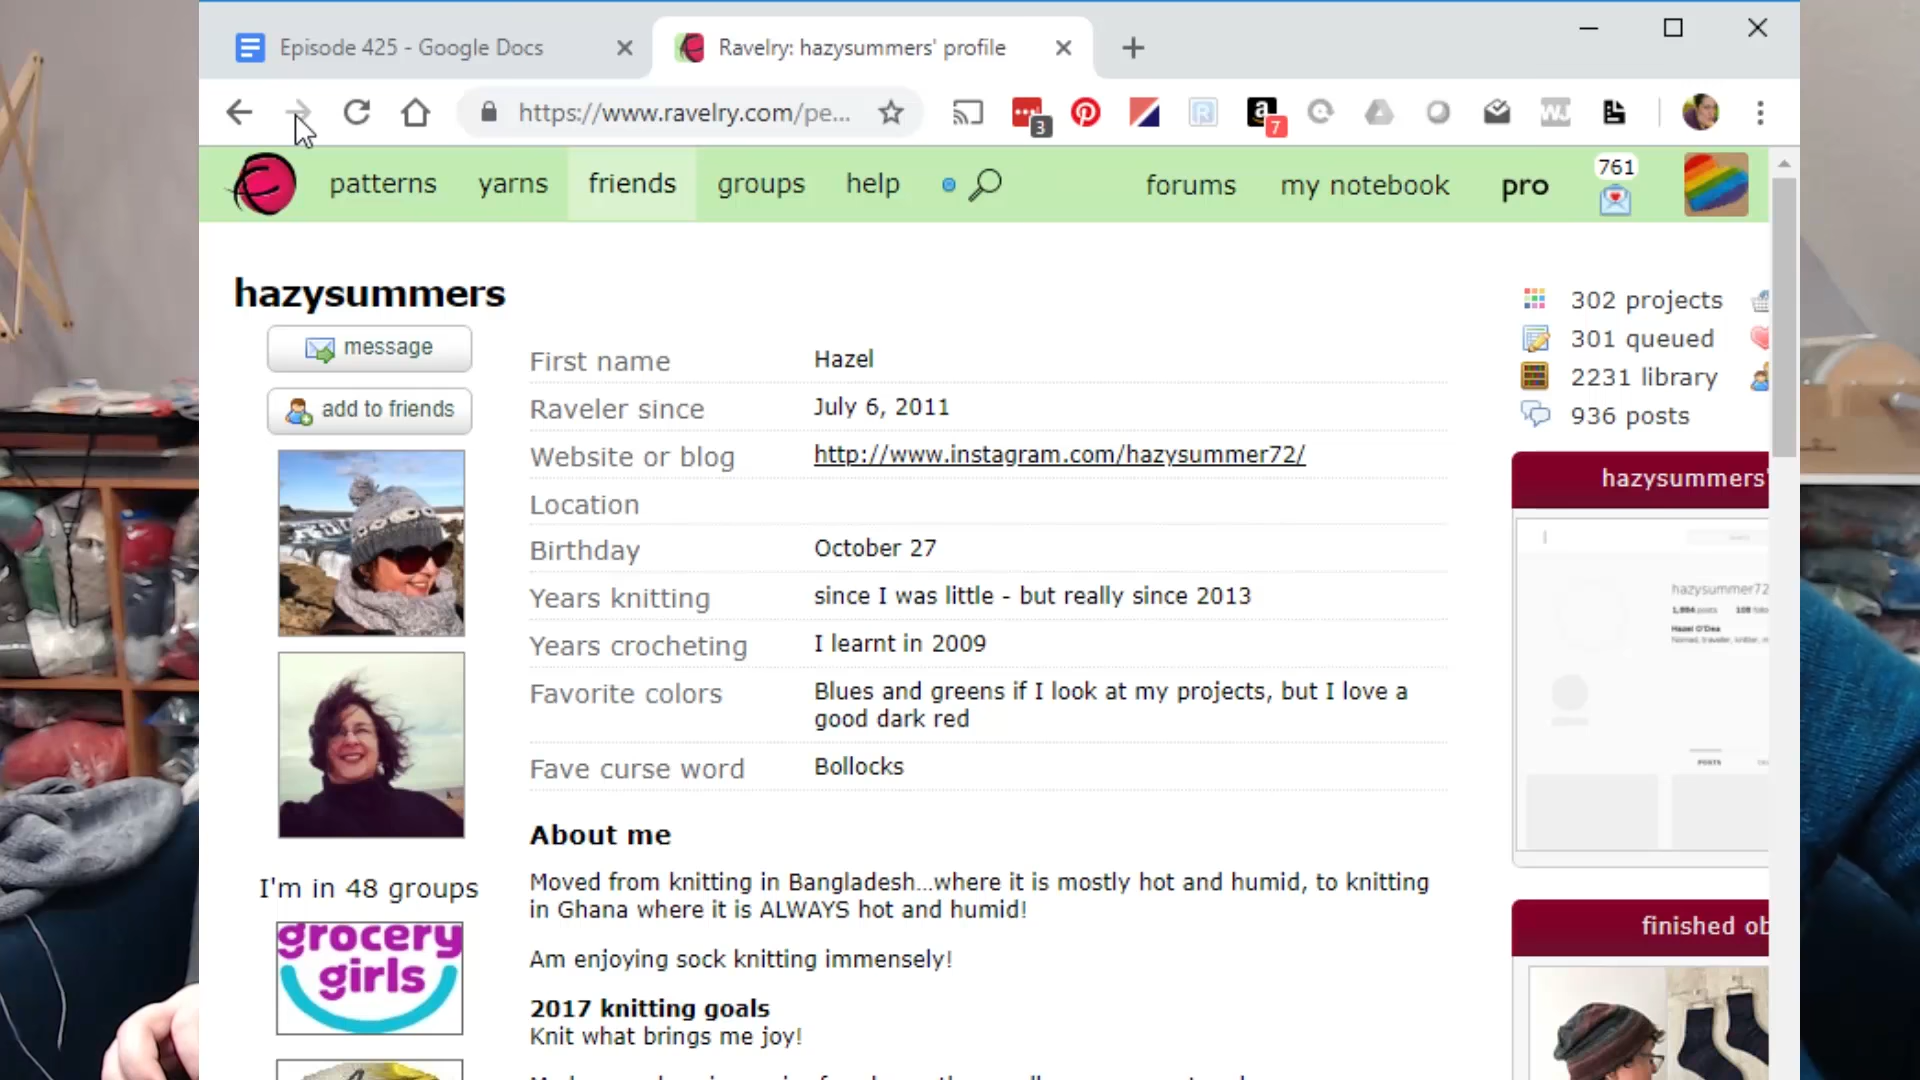 Episode 425 - Google Docs
Ravelry: hazysummers' profile
https://www.ravelry.com/pe...
3
a
7
WJ
patterns
yarns
friends
groups
help
forums
my notebook
pro
761
hazysummers
302 projects
301 queued
2231 library
936 posts
message
add to friends
First name Hazel
Raveler since July 6, 2011
Website or blog http://www.instagram.com/hazysummer72/
Location
Birthday October 27
Years knitting since I was little - but really since 2013
Years crocheting I learnt in 2009
Favorite colors Blues and greens if I look at my projects, but I love a
good dark red
Fave curse word Bollocks
hazysummers'
hazysummer72
Hazel O'Dea
POSTS
About me
Moved from knitting in Bangladesh...where it is mostly hot and humid, to knitting
in Ghana where it is ALWAYS hot and humid!
Am enjoying sock knitting immensely!
2017 knitting goals
Knit what brings me joy!
I'm in 48 groups
grocery
girls
finished ob